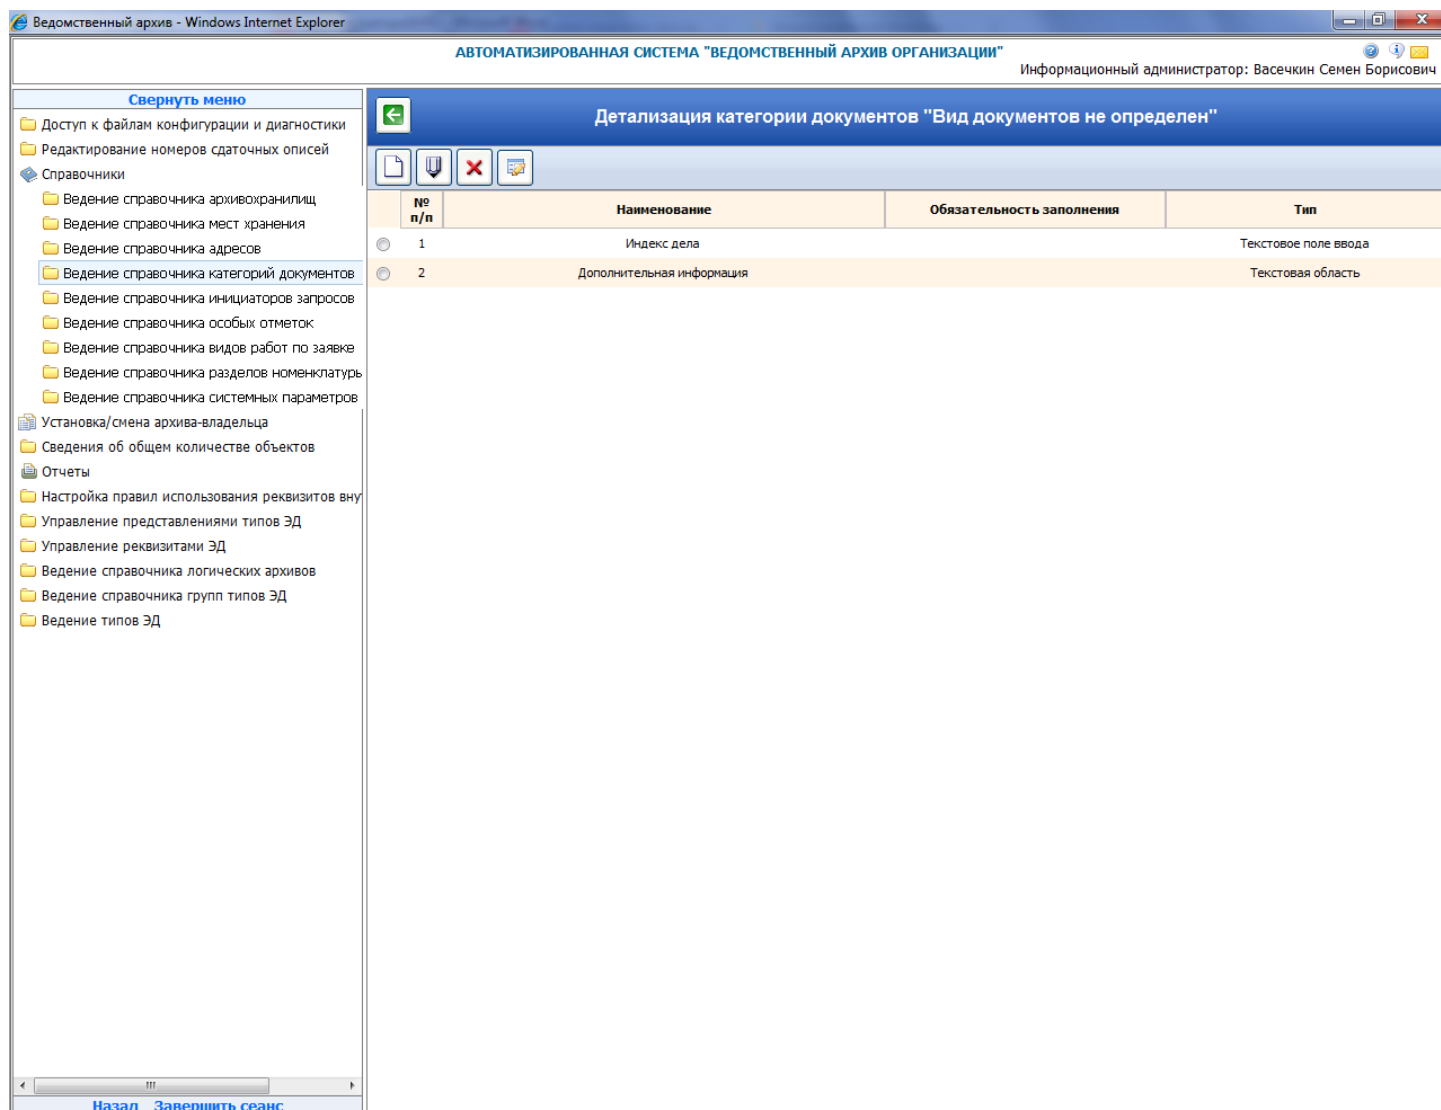 Ведомственный архив - Windows Internet Explorer
АВТОМАТИЗИРОВАННАЯ СИСТЕМА "ВЕДОМСТВЕННЫЙ АРХИВ ОРГАНИЗАЦИИ"
Информационный администратор: Васечкин Семен Борисович
Свернуть меню
Доступ к файлам конфигурации и диагностики
Редактирование номеров сдаточных описей
Справочники
Ведение справочника архивохранилищ
Ведение справочника мест хранения
Ведение справочника адресов
Ведение справочника категорий документов
Ведение справочника инициаторов запросов
Ведение справочника особых отметок
Ведение справочника видов работ по заявке
Ведение справочника разделов номенклатуры
Ведение справочника системных параметров
Установка/смена архива-владельца
Сведения об общем количестве объектов
Отчеты
Настройка правил использования реквизитов вну
Управление представлениями типов ЭД
Управление реквизитами ЭД
Ведение справочника логических архивов
Ведение справочника групп типов ЭД
Ведение типов ЭД
Назад Завершить сеанс
Детализация категории документов "Вид документов не определен"
№ п/п Наименование Обязательность заполнения Тип
1 Индекс дела Текстовое поле ввода
2 Дополнительная информация Текстовая область